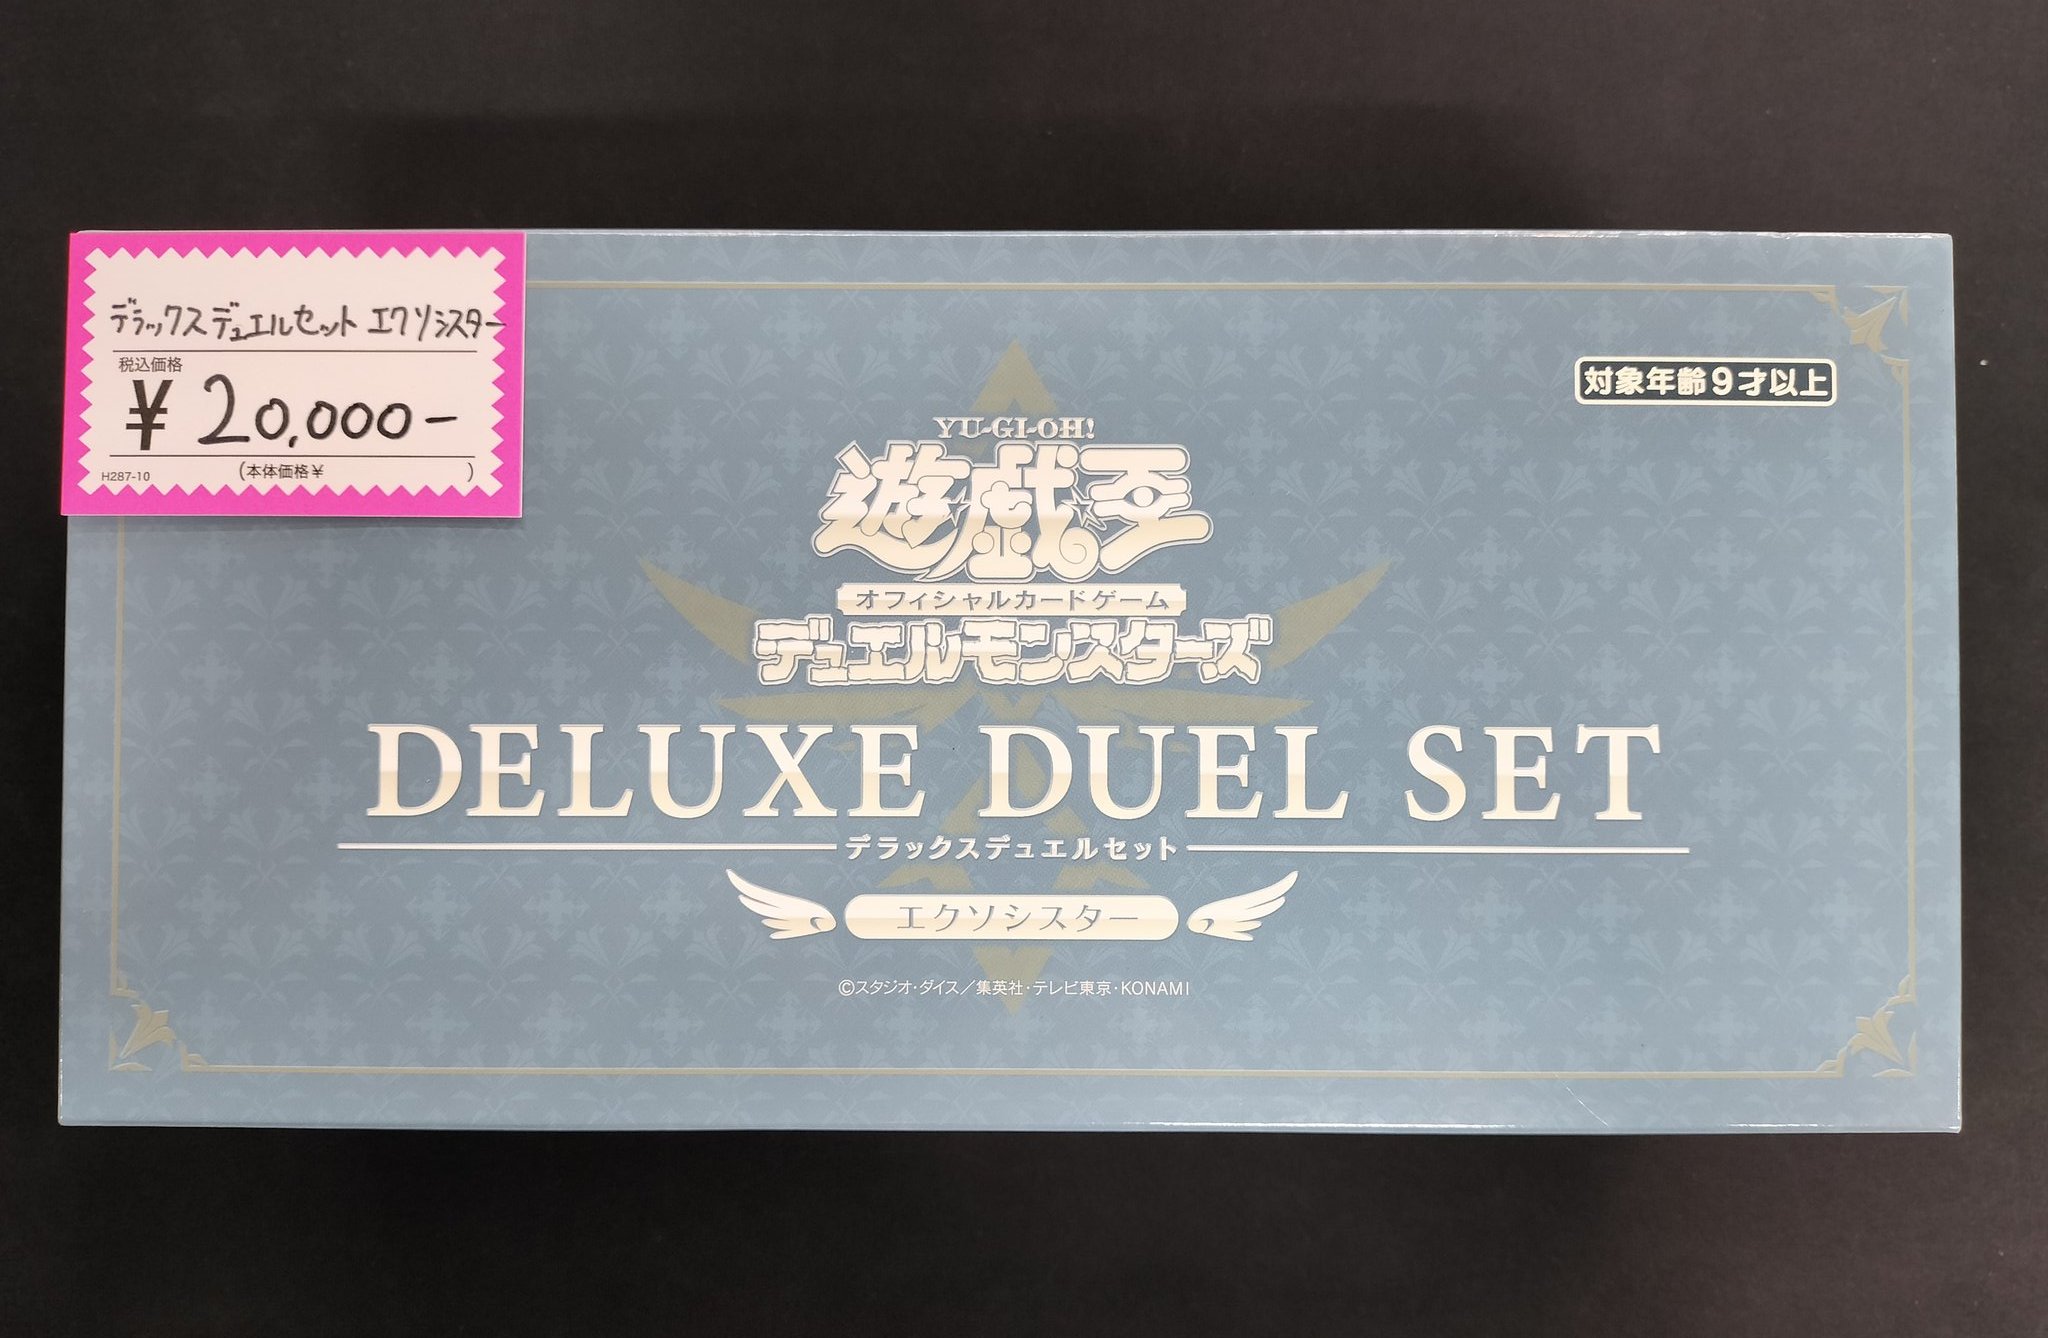 デラックスデュエルセット エクソシスター
税込価格
¥ 20,000-
H287-10
(本体価格¥ )
対象年齢9才以上
YU-GI-OH!
遊戯王
オフィシャルカードゲーム
デュエルモンスターズ
DELUXE DUEL SET
デラックスデュエルセット
エクソシスター
©スタジオ・ダイス／集英社・テレビ東京・KONAMI